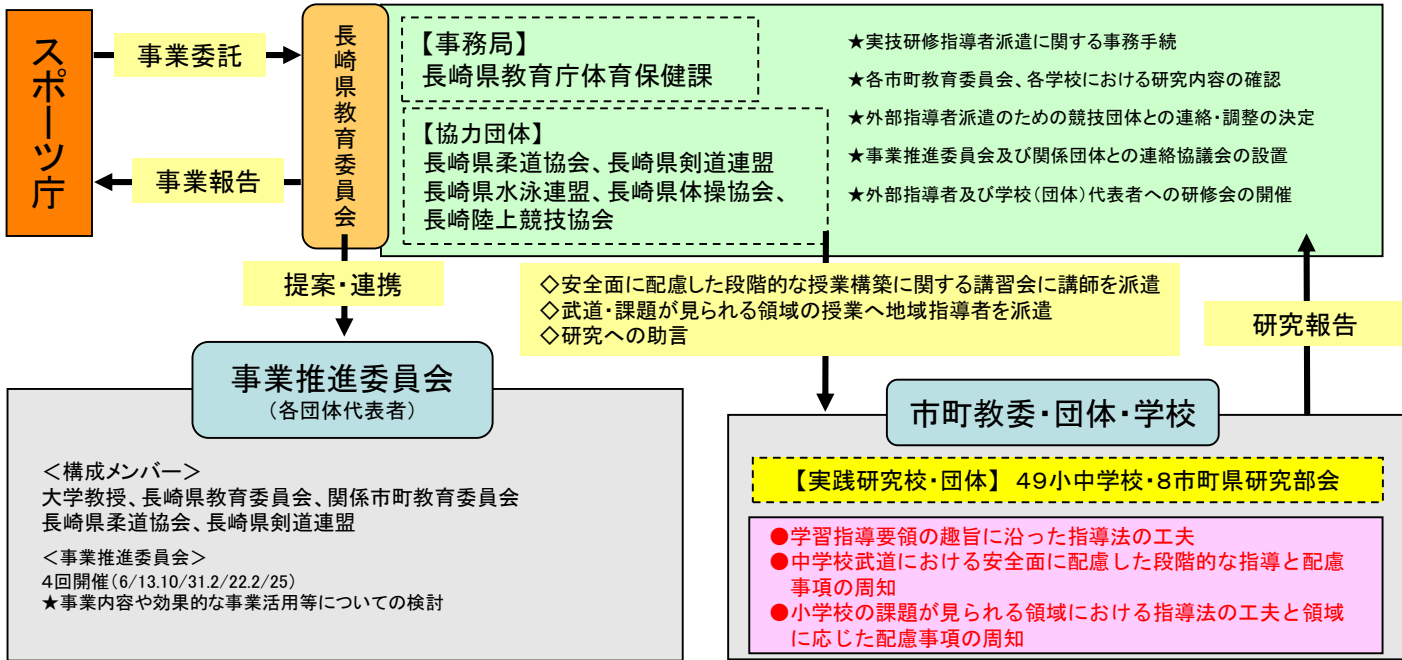 スポーツ庁
事業委託
事業報告
長崎県教育委員会
【事務局】
長崎県教育庁体育保健課
【協力団体】
長崎県柔道協会、長崎県剣道連盟
長崎県水泳連盟、長崎県体操協会、
長崎陸上競技協会
★実技研修指導者派遣に関する事務手続
★各市町教育委員会、各学校における研究内容の確認
★外部指導者派遣のための競技団体との連絡・調整の決定
★事業推進委員会及び関係団体との連絡協議会の設置
★外部指導者及び学校(団体)代表者への研修会の開催
提案・連携
◇安全面に配慮した段階的な授業構築に関する講習会に講師を派遣
◇武道・課題が見られる領域の授業へ地域指導者を派遣
◇研究への助言
研究報告
事業推進委員会
(各団体代表者)
<構成メンバー>
大学教授、長崎県教育委員会、関係市町教育委員会
長崎県柔道協会、長崎県剣道連盟
<事業推進委員会>
4回開催(6/13.10/31.2/22.2/25)
★事業内容や効果的な事業活用等についての検討
市町教委・団体・学校
【実践研究校・団体】 49小中学校・8市町県研究部会
●学習指導要領の趣旨に沿った指導法の工夫
●中学校武道における安全面に配慮した段階的な指導と配慮
事項の周知
●小学校の課題が見られる領域における指導法の工夫と領域
に応じた配慮事項の周知